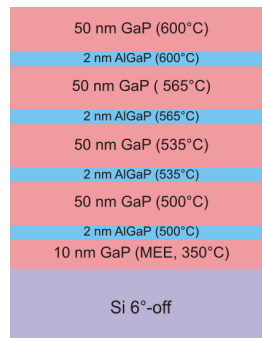 50 nm GaP (600°C)
2 nm AlGaP (600°C)
50 nm GaP ( 565°C)
2 nm AlGaP (565°C)
50 nm GaP (535°C)
2 nm AlGaP (535°C)
50 nm GaP (500°C)
2 nm AlGaP (500°C)
10 nm GaP (MEE, 350°C)
Si 6°-off